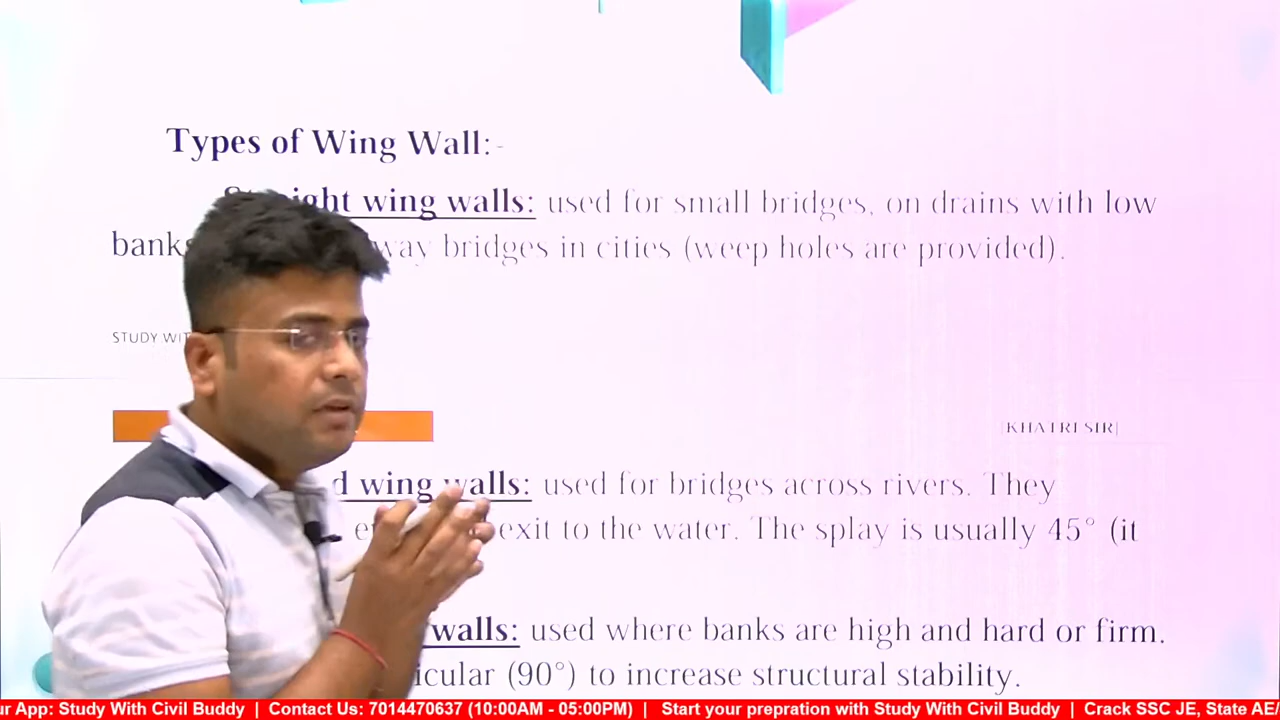 Types of Wing Wall:-
Straight wing walls: used for small bridges, on drains with low
banks way bridges in cities (weep holes are provided).
STUDY WIT
[KHATRI SIR]
d wing walls: used for bridges across rivers. They
exit to the water. The splay is usually 45° (it
walls: used where banks are high and hard or firm.
icular (90°) to increase structural stability.
ur App: Study With Civil Buddy | Contact Us: 7014470637 (10:00AM - 05:00PM) | Start your prepration with Study With Civil Buddy | Crack SSC JE, State AE/